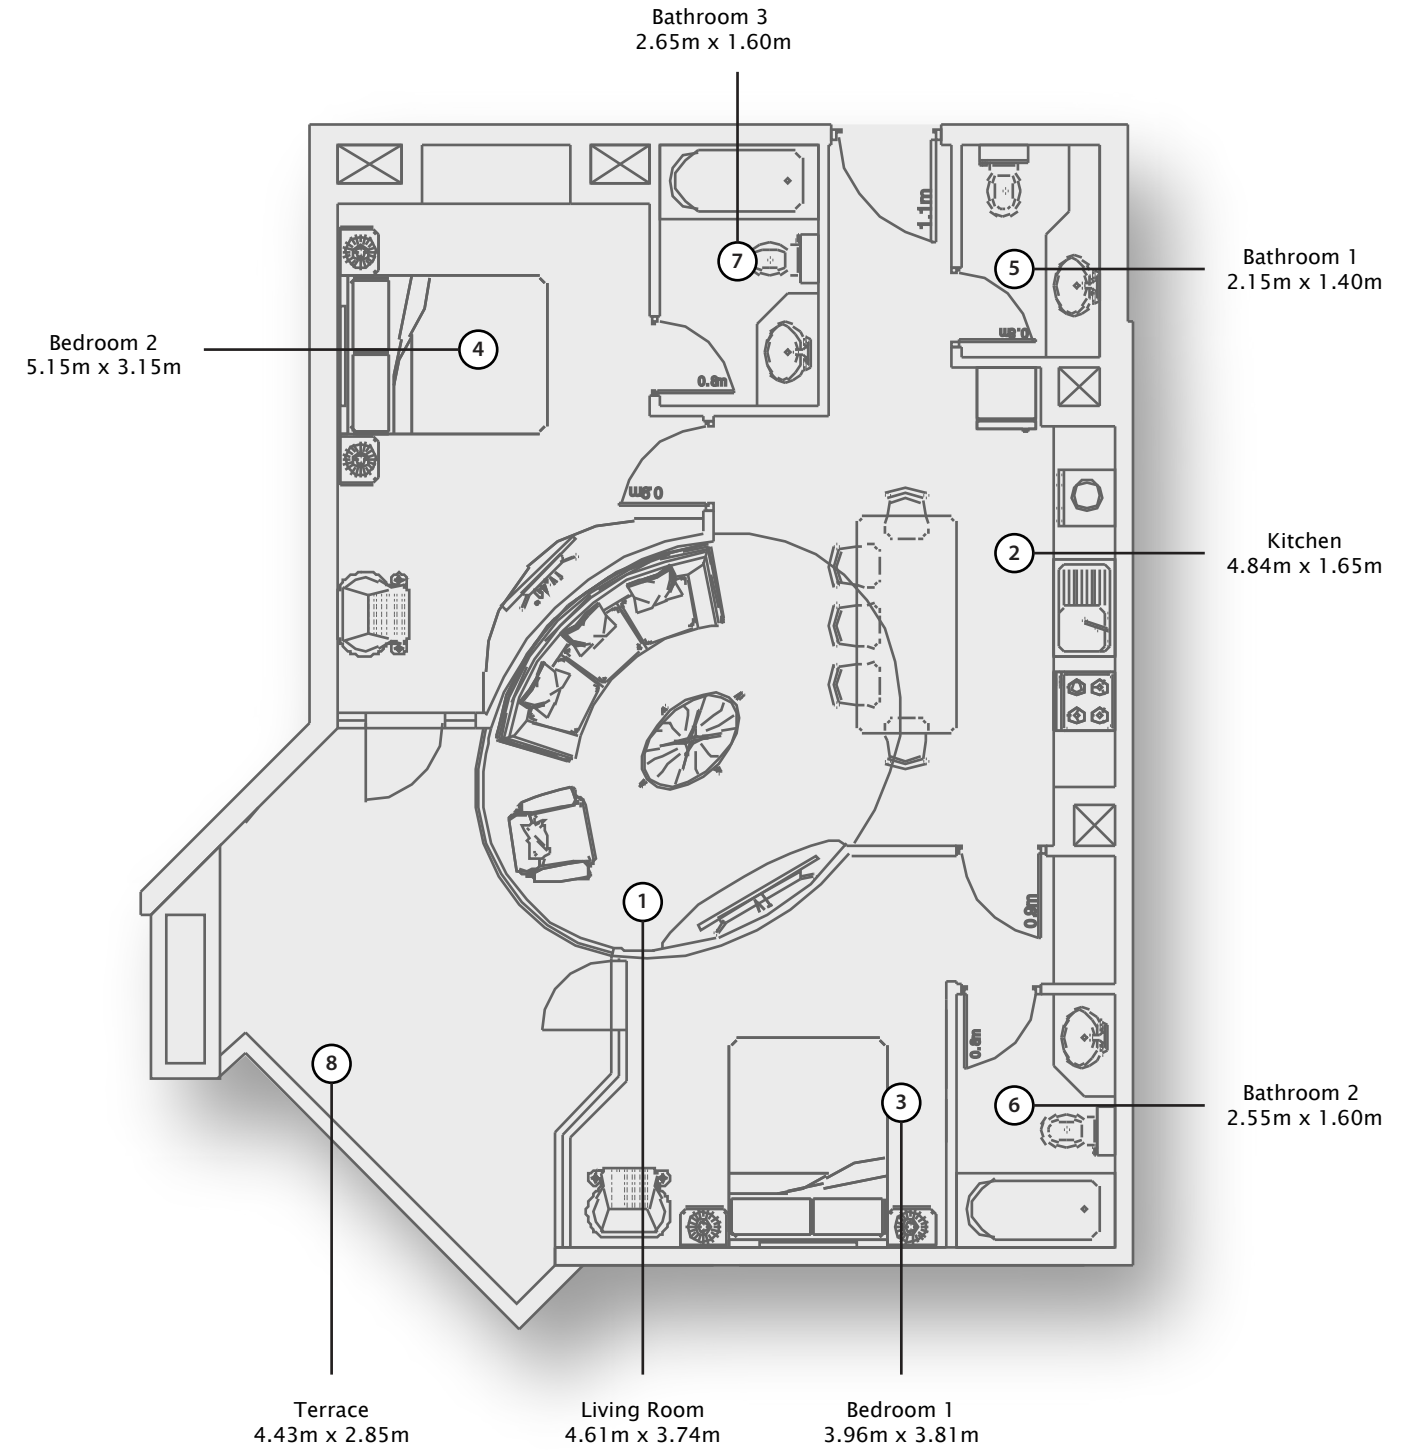 Bathroom 3
2.65m x 1.60m
1.1m
7
5
Bathroom 1
2.15m x 1.40m
0.8m
Bedroom 2
5.15m x 3.15m
4
0.8m
0.9m
2
Kitchen
4.84m x 1.65m
1
TV
0.9m
8
0.8m
3
6
Bathroom 2
2.55m x 1.60m
Terrace
4.43m x 2.85m
Living Room
4.61m x 3.74m
Bedroom 1
3.96m x 3.81m